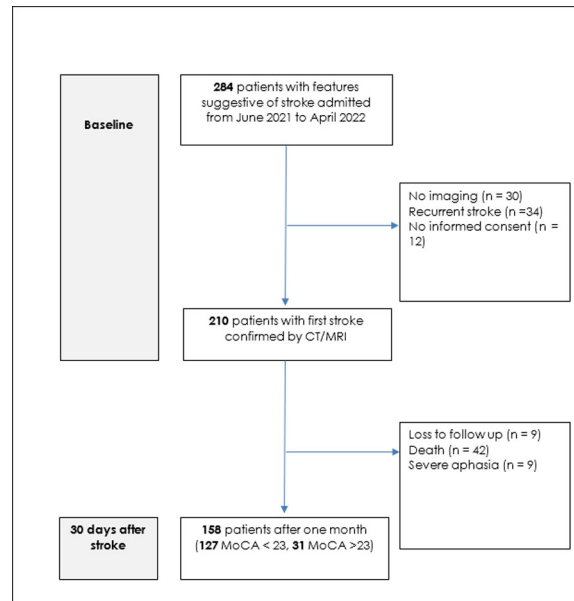 284 patients with features
suggestive of stroke admitted
from June 2021 to April 2022
Baseline
No imaging (n = 30)
Recurrent stroke (n =34)
No informed consent (n =
12)
210 patients with first stroke
confirmed by CT/MRI
Loss to follow up (n = 9)
Death (n = 42)
Severe aphasia (n = 9)
30 days after
stroke
158 patients after one month
(127 MoCA < 23, 31 MoCA >23)